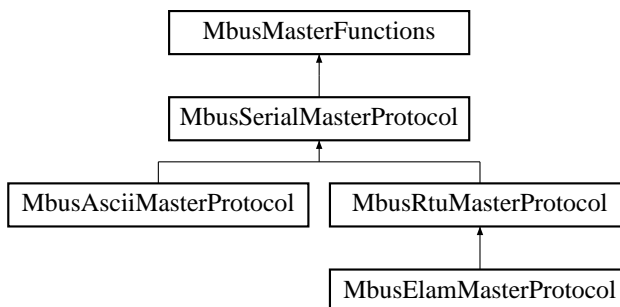 MbusMasterFunctions
MbusSerialMasterProtocol
MbusAsciiMasterProtocol
MbusRtuMasterProtocol
MbusElamMasterProtocol